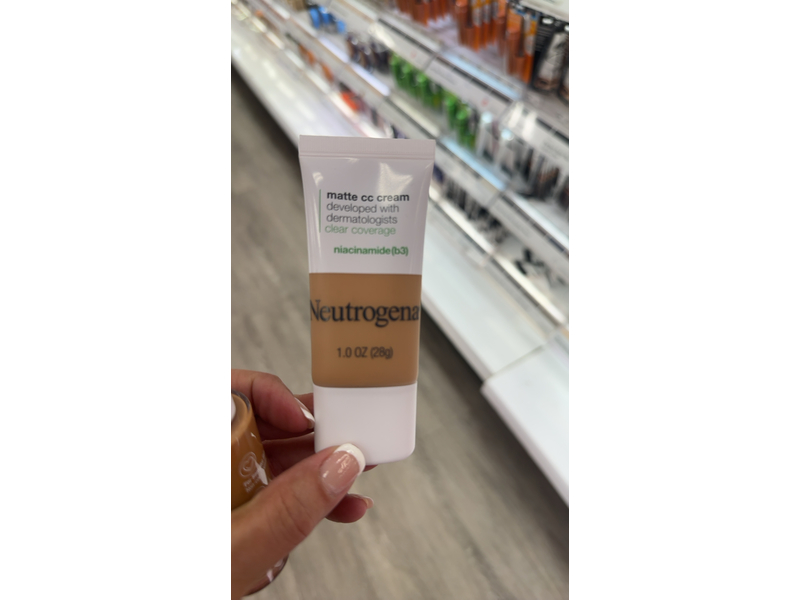 matte cc cream
developed with
dermatologists
clear coverage
niacinamide (b3)
Neutrogena
1.0 OZ (28g)